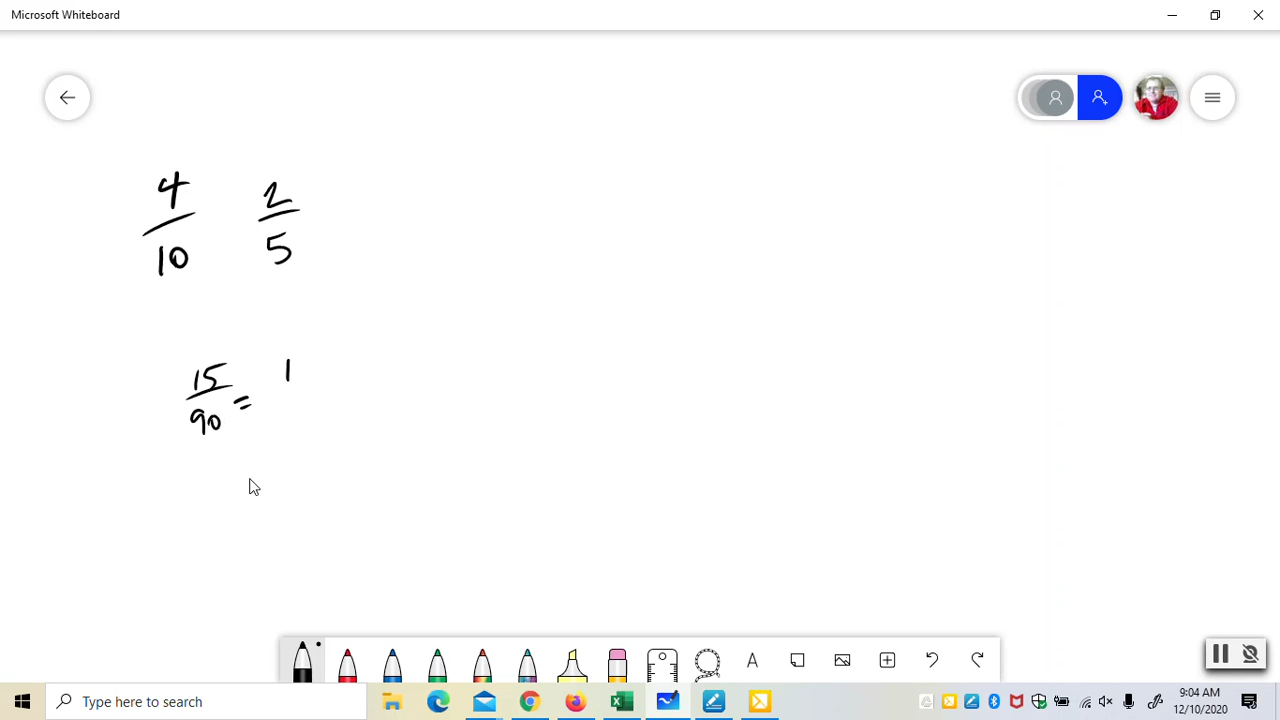 Microsoft Whiteboard
4/10 2/5
15/90 = 1
A
Type here to search
9:04 AM
12/10/2020